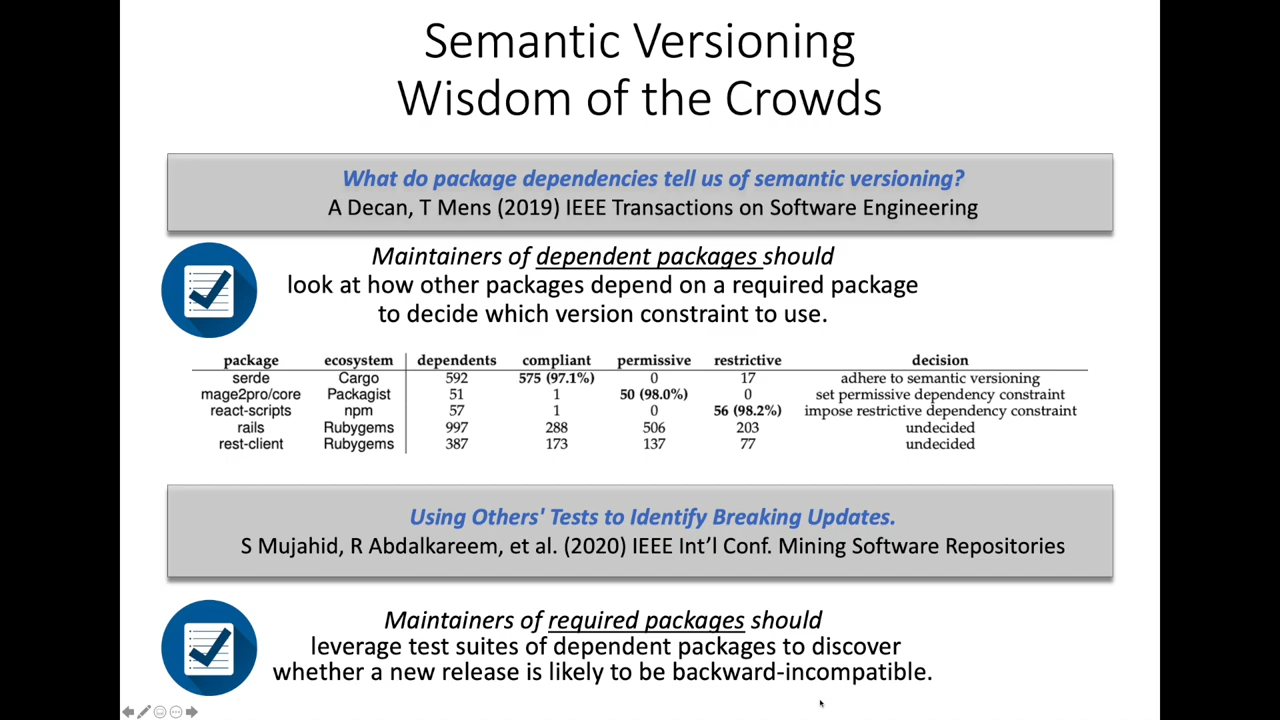 Semantic Versioning
Wisdom of the Crowds
What do package dependencies tell us of semantic versioning?
A Decan, T Mens (2019) IEEE Transactions on Software Engineering
Maintainers of dependent packages should
look at how other packages depend on a required package
to decide which version constraint to use.
package ecosystem dependents compliant permissive restrictive decision
serde Cargo 592 575 (97.1%) 0 17 adhere to semantic versioning
mage2pro/core Packagist 51 1 50 (98.0%) 0 set permissive dependency constraint
react-scripts npm 57 1 0 56 (98.2%) impose restrictive dependency constraint
rails Rubygems 997 288 506 203 undecided
rest-client Rubygems 387 173 137 77 undecided
Using Others' Tests to Identify Breaking Updates.
S Mujahid, R Abdalkareem, et al. (2020) IEEE Int’l Conf. Mining Software Repositories
Maintainers of required packages should
leverage test suites of dependent packages to discover
whether a new release is likely to be backward-incompatible.